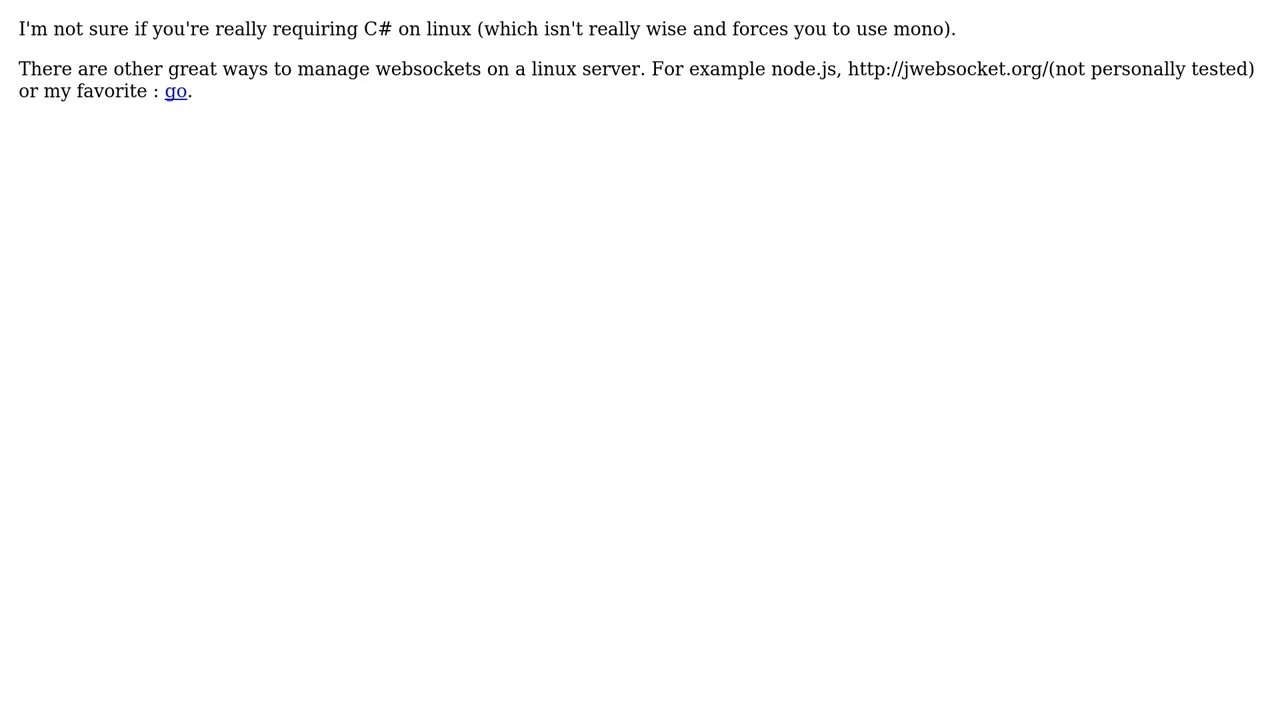 I'm not sure if you're really requiring C# on linux (which isn't really wise and forces you to use mono).
There are other great ways to manage websockets on a linux server. For example node.js, http://jwebsocket.org/(not personally tested)
or my favorite : go.